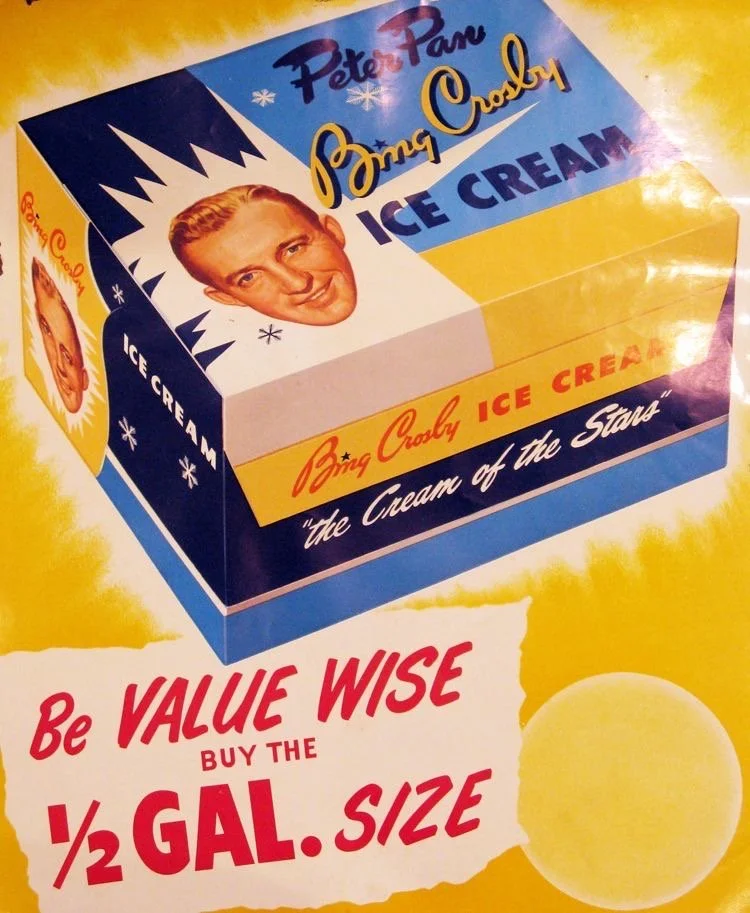 Peter Pan
Bing Crosby
ICE CREAM
Bing Crosby
ICE CREAM
Bing Crosby ICE CREAM
"the Cream of the Stars"
Be VALUE WISE
BUY THE
1/2 GAL. SIZE